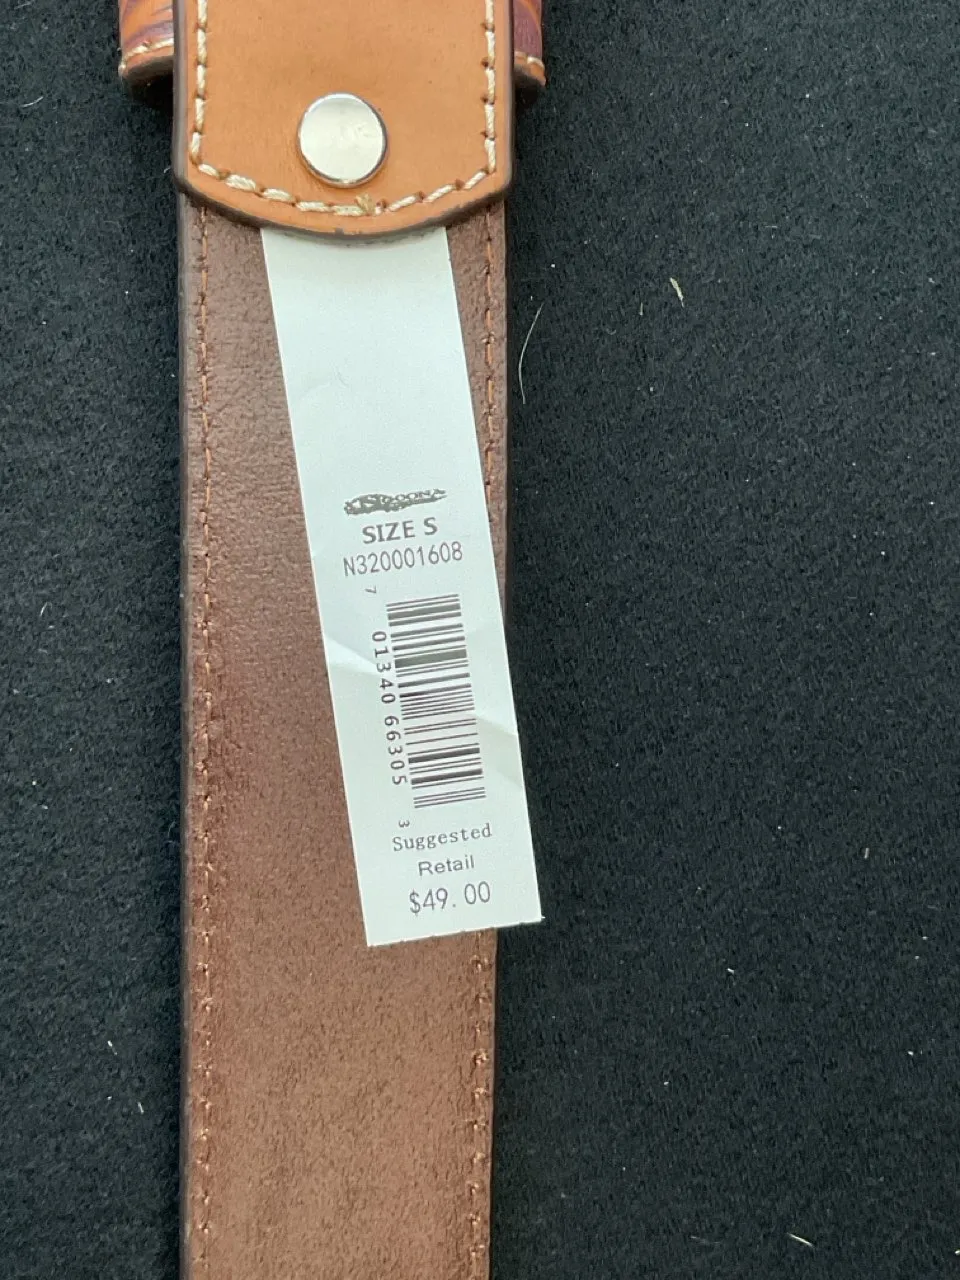 SIZE S
N320001608
7 01340 66305 3
Suggested
Retail
$49.00